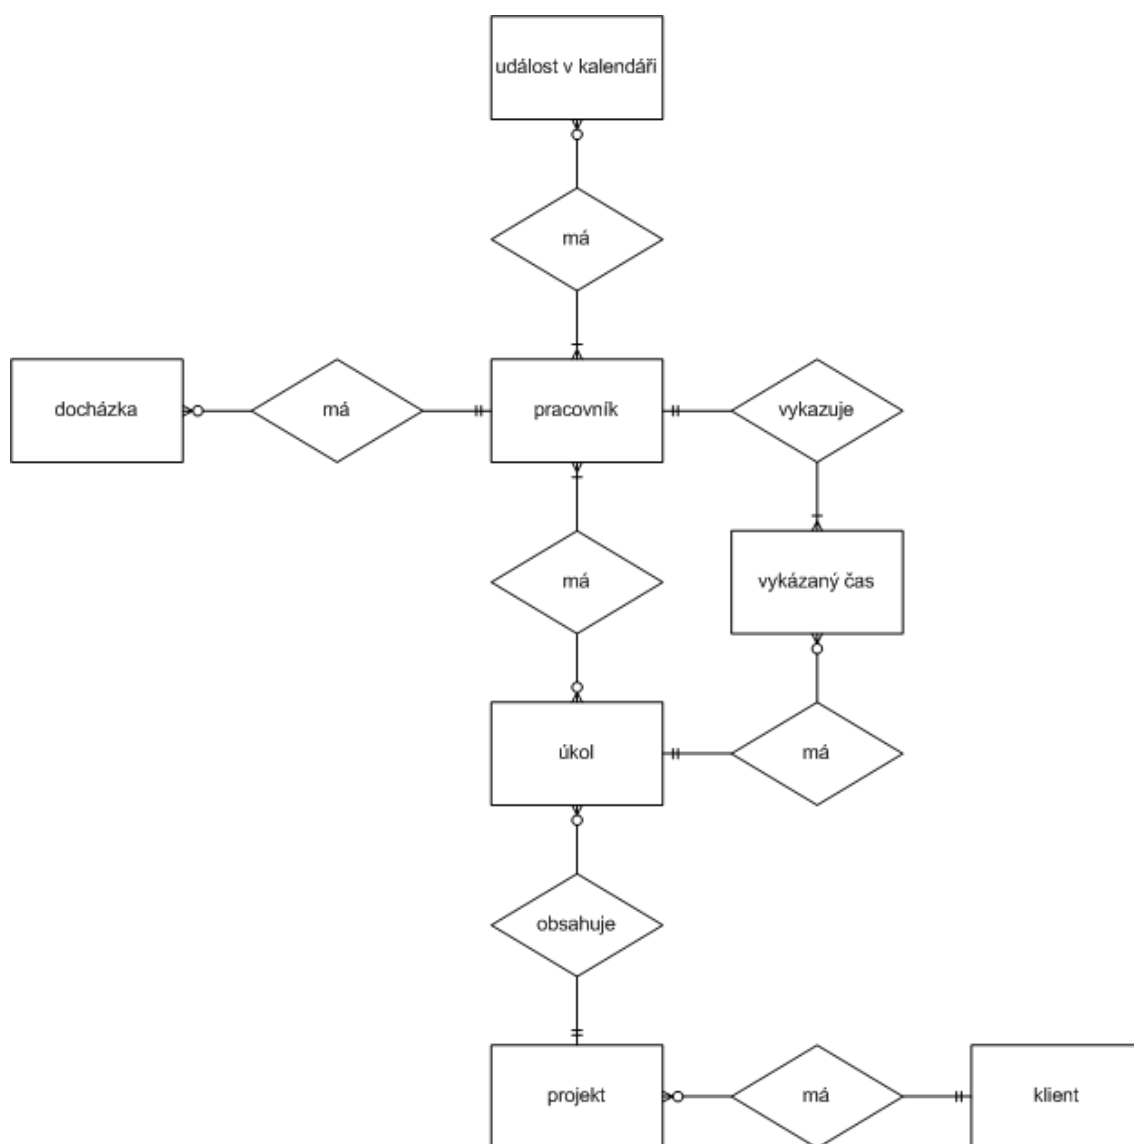 událost v kalendáři
má
docházka
má
pracovník
vykazuje
má
vykázaný čas
úkol
má
obsahuje
projekt
má
klient